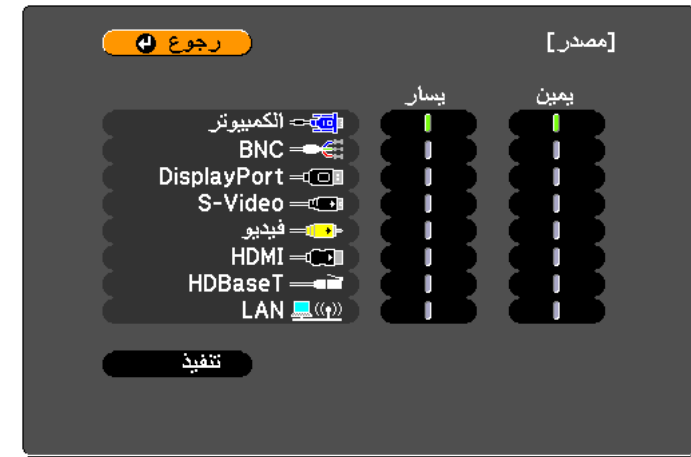 [مصدر]
رجوع
يمين يسار
الكمبيوتر
BNC
DisplayPort
S-Video
فيديو
HDMI
HDBaseT
LAN
تنفيذ